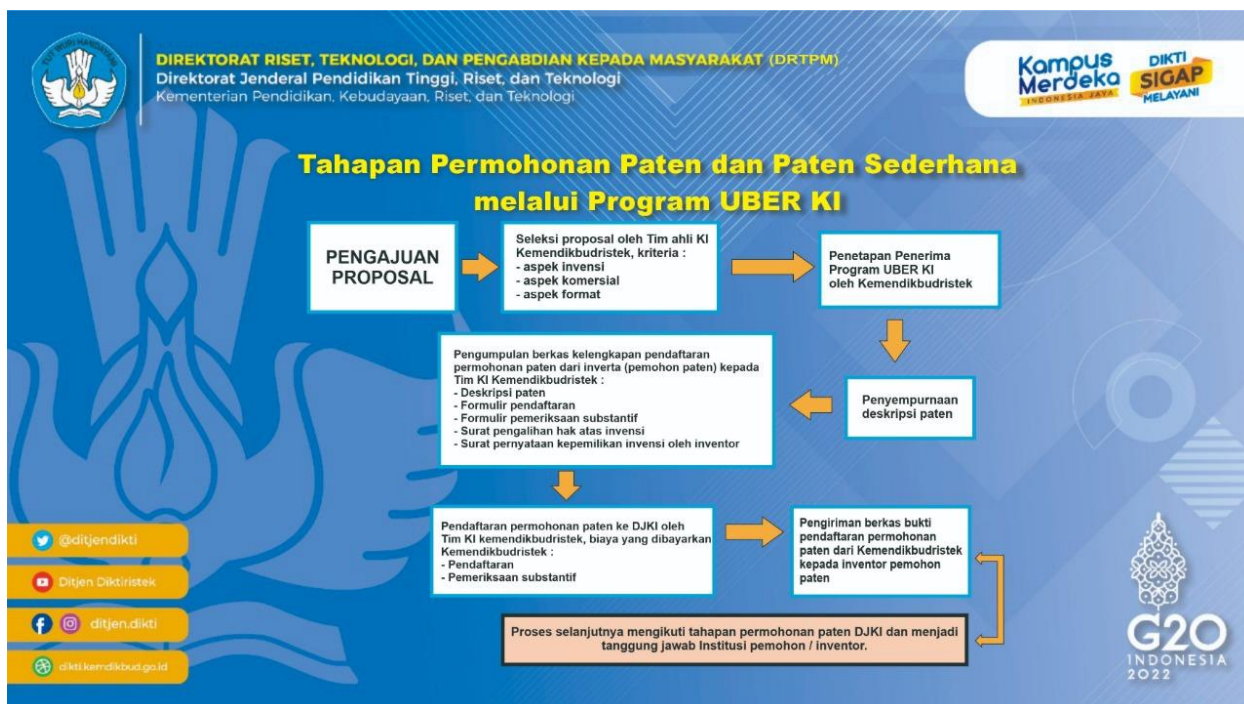 TUT WURI HANDAYANI
DIREKTORAT RISET, TEKNOLOGI, DAN PENGABDIAN KEPADA MASYARAKAT (DRTPM)
Direktorat Jenderal Pendidikan Tinggi, Riset, dan Teknologi
Kementerian Pendidikan, Kebudayaan, Riset, dan Teknologi
Kampus
Merdeka
INDONESIA JAYA
DIKTI
SIGAP
MELAYANI
Tahapan Permohonan Paten dan Paten Sederhana
melalui Program UBER KI
PENGAJUAN
PROPOSAL
Seleksi proposal oleh Tim ahli KI
Kemendikbudristek, kriteria :
- aspek invensi
- aspek komersial
- aspek format
Penetapan Penerima
Program UBER KI
oleh Kemendikbudristek
Penyempurnaan
deskripsi paten
Pengumpulan berkas kelengkapan pendaftaran
permohonan paten dari inverta (pemohon paten) kepada
Tim KI Kemendikbudristek :
- Deskripsi paten
- Formulir pendaftaran
- Formulir pemeriksaan substantif
- Surat pengalihan hak atas invensi
- Surat pernyataan kepemilikan invensi oleh inventor
Pendaftaran permohonan paten ke DJKI oleh
Tim KI kemendikbudristek, biaya yang dibayarkan
Kemendikbudristek :
- Pendaftaran
- Pemeriksaan substantif
Pengiriman berkas bukti
pendaftaran permohonan
paten dari Kemendikbudristek
kepada inventor pemohon
paten
Proses selanjutnya mengikuti tahapan permohonan paten DJKI dan menjadi
tanggung jawab Institusi pemohon / inventor.
@ditjendikti
Ditjen Diktiristek
ditjen.dikti
dikti.kemdikbud.go.id
G20
INDONESIA
2022